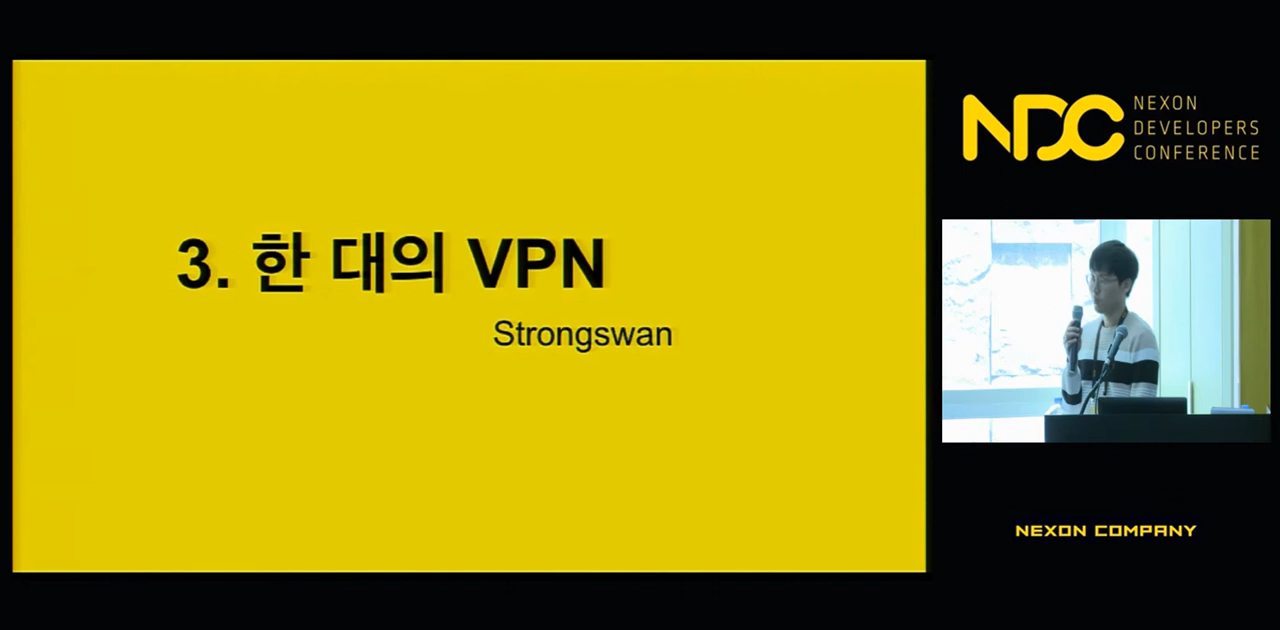 3. 한 대의 VPN
Strongswan
NDC
NEXON
DEVELOPERS
CONFERENCE
NEXON COMPANY